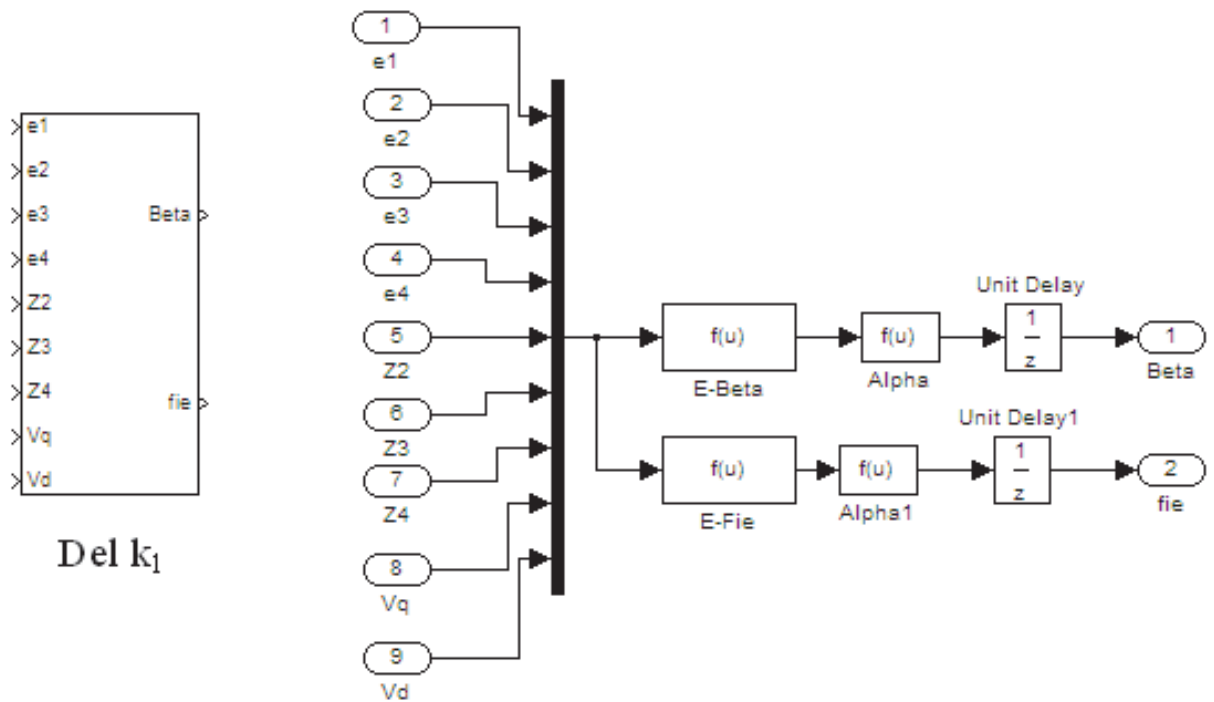 e1
e2
e3
e4
Z2
Z3
Z4
Vq
Vd
Beta
fie
Del k₁
1
e1
2
e2
3
e3
4
e4
5
Z2
6
Z3
7
Z4
8
Vq
9
Vd
f(u)
E-Beta
f(u)
Alpha
Unit Delay
1
z
1
Beta
f(u)
E-Fie
f(u)
Alpha1
Unit Delay1
1
z
2
fie